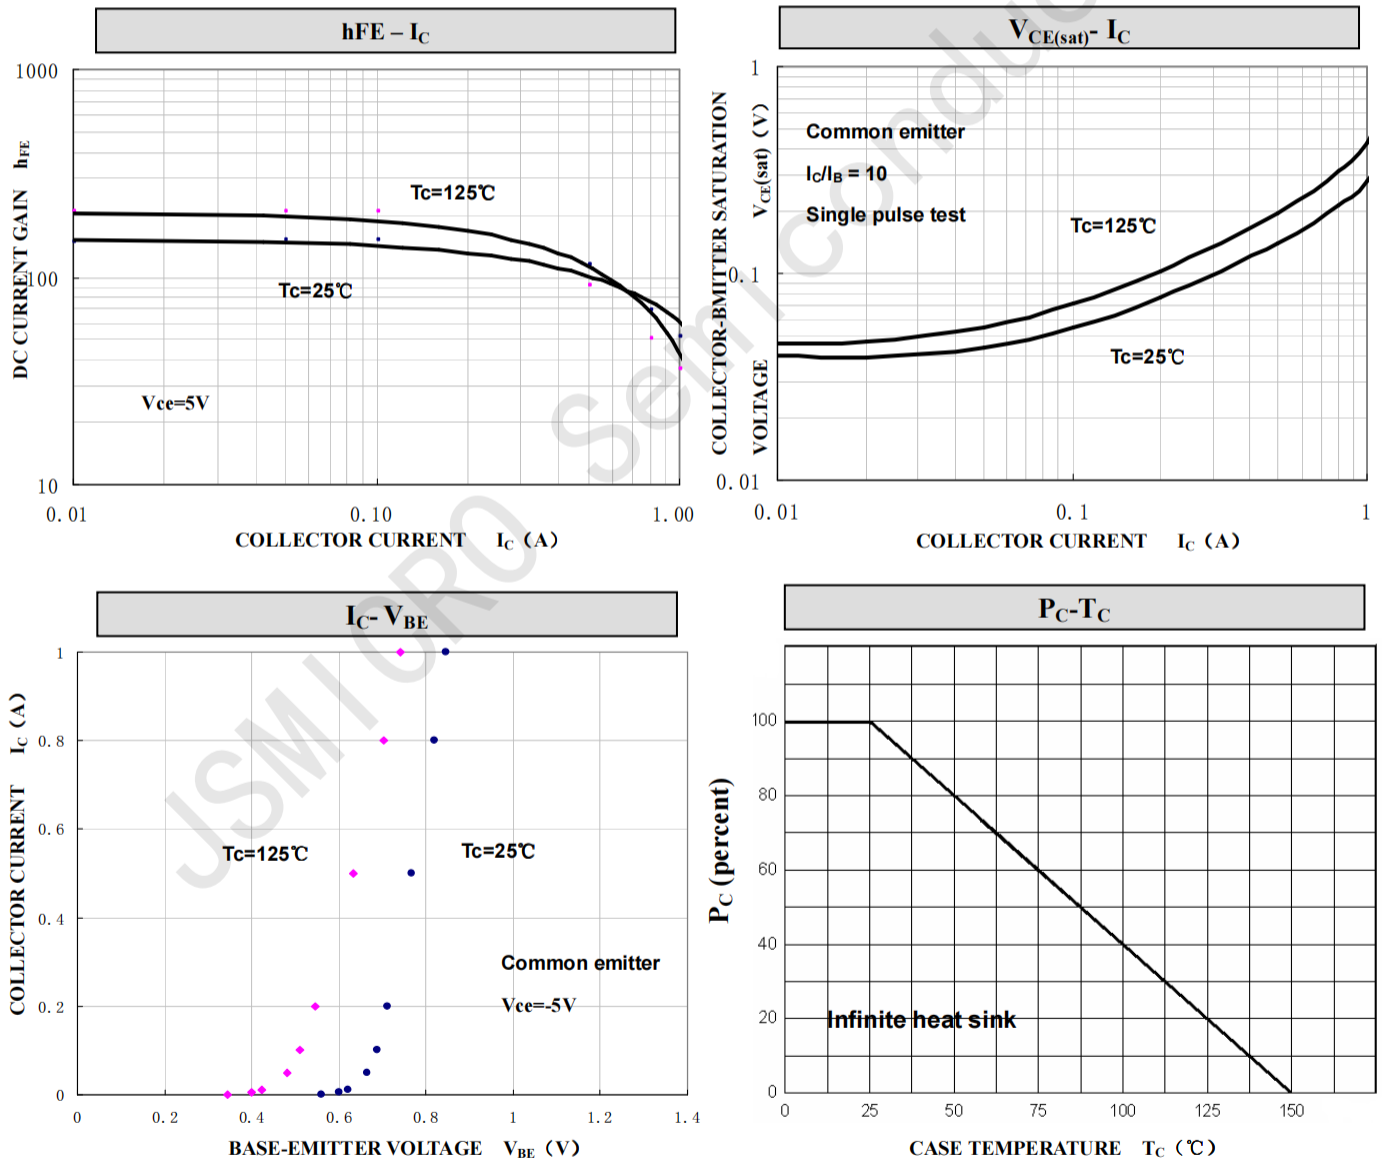 hFE – IC
1000
100
10
0.01
0.10
1.00
DC CURRENT GAIN hFE
Tc=125℃
Tc=25℃
Vce=5V
COLLECTOR CURRENT IC (A)
VCE(sat)- IC
1
0.1
0.01
0.01
0.1
1
COLLECTOR-BMITTER SATURATION
VOLTAGE VCE(sat) (V)
Common emitter
IC/IB = 10
Single pulse test
Tc=125℃
Tc=25℃
COLLECTOR CURRENT IC (A)
IC- VBE
1
0.8
0.6
0.4
0.2
0
0
0.2
0.4
0.6
0.8
1
1.2
1.4
COLLECTOR CURRENT IC (A)
Tc=125℃
Tc=25℃
Common emitter
Vce=-5V
BASE-EMITTER VOLTAGE VBE (V)
PC-TC
100
80
60
40
20
0
0
25
50
75
100
125
150
PC (percent)
Infinite heat sink
CASE TEMPERATURE TC (℃)
JSMICRO Semiconduc